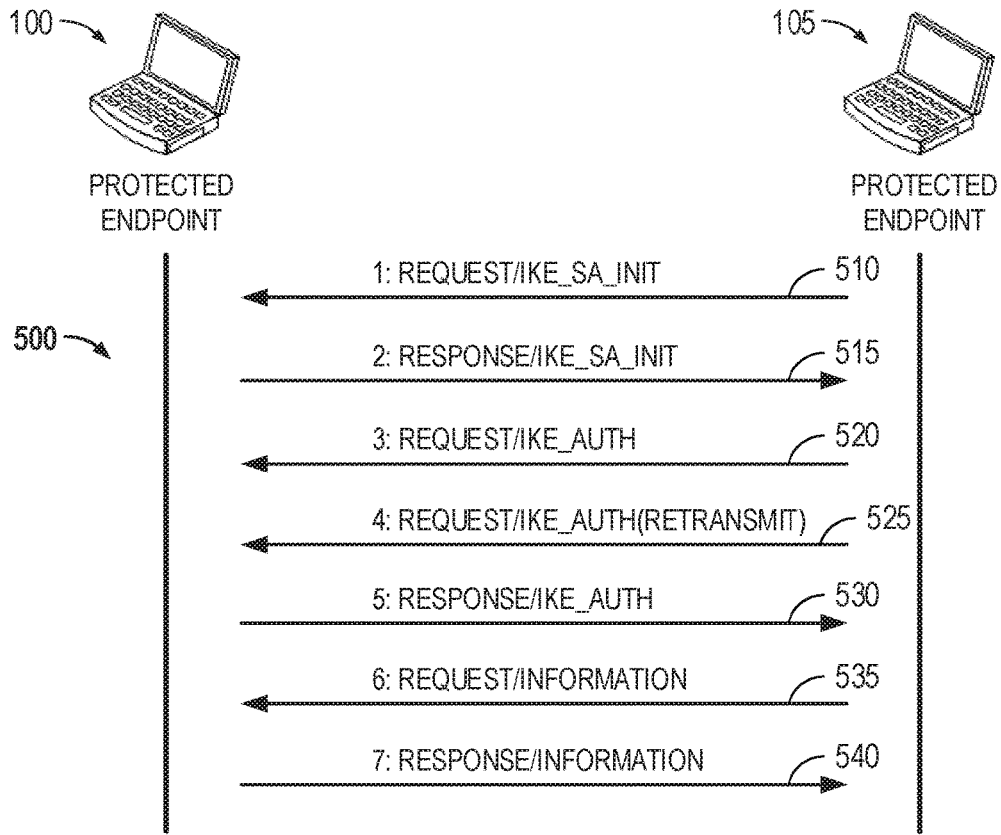 100
105
PROTECTED
ENDPOINT
PROTECTED
ENDPOINT
1: REQUEST/IKE_SA_INIT
510
500
2: RESPONSE/IKE_SA_INIT
515
3: REQUEST/IKE_AUTH
520
4: REQUEST/IKE_AUTH(RETRANSMIT)
525
5: RESPONSE/IKE_AUTH
530
6: REQUEST/INFORMATION
535
7: RESPONSE/INFORMATION
540